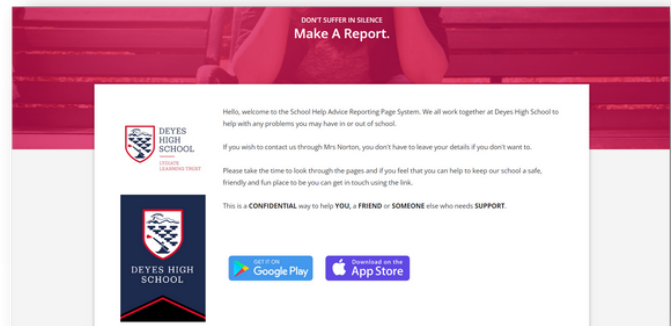 DON'T SUFFER IN SILENCE
Make A Report.
DEYES
HIGH
SCHOOL
LYDIATE
LEARNING TRUST
Hello, welcome to the School Help Advice Reporting Page System. We all work together at Deyes High School to
help with any problems you may have in or out of school.
If you wish to contact us through Mrs Norton, you don't have to leave your details if you don't want to.
Please take the time to look through the pages and if you feel that you can help to keep our school a safe,
friendly and fun place to be you can get in touch using the link.
This is a CONFIDENTIAL way to help YOU, a FRIEND or SOMEONE else who needs SUPPORT.
DEYES HIGH
SCHOOL
GET IT ON
Google Play
Download on the
App Store